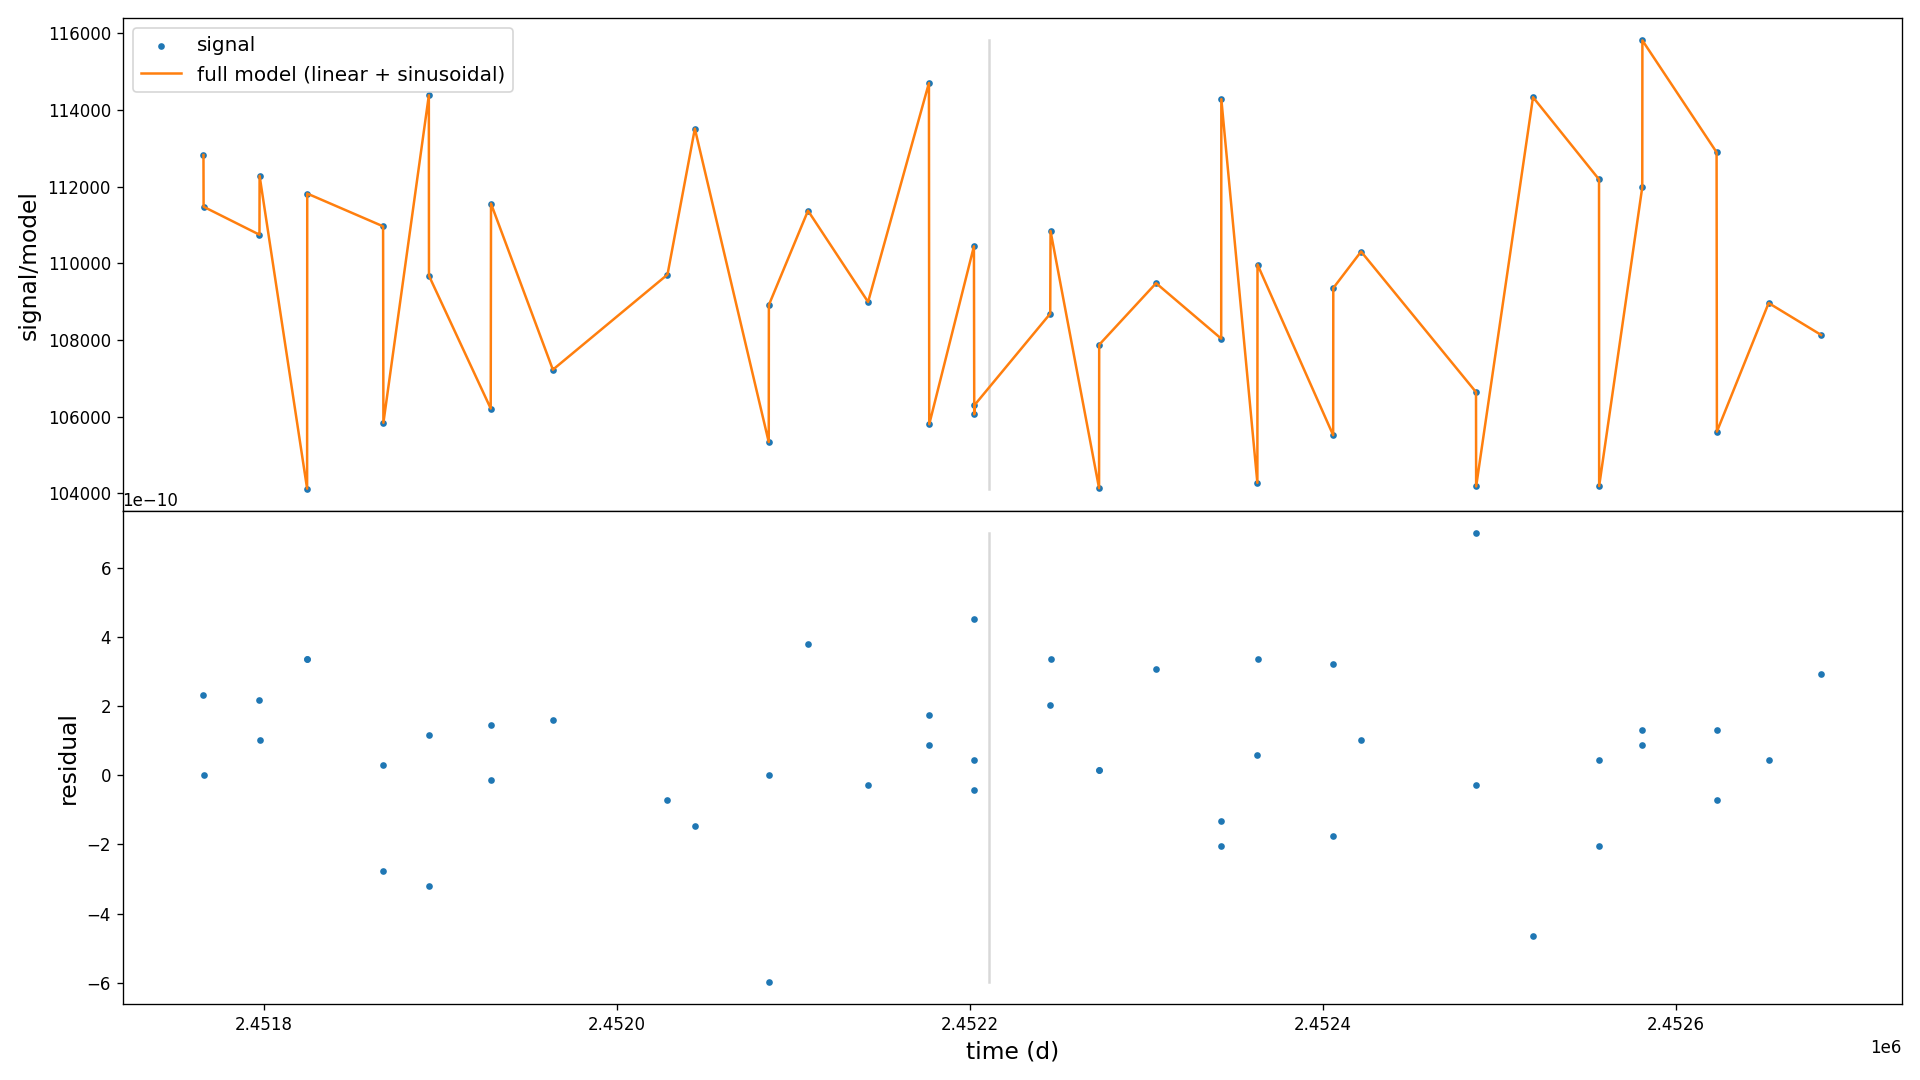 116000
114000
112000
110000
108000
106000
104000
signal/model
signal
full model (linear + sinusoidal)
1e−10
6
4
2
0
−2
−4
−6
residual
2.4518
2.4520
2.4522
2.4524
2.4526
1e6
time (d)